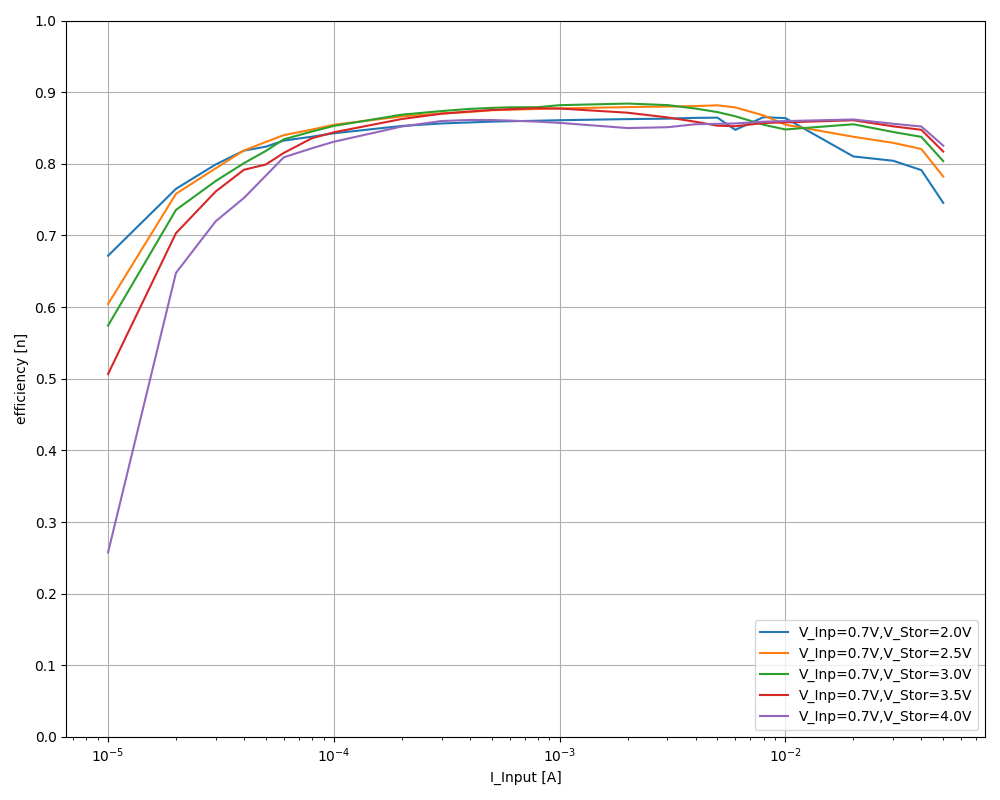 1.0
0.9
0.8
0.7
0.6
0.5
0.4
0.3
0.2
0.1
0.0
efficiency [n]
10⁻⁵
10⁻⁴
10⁻³
10⁻²
I_Input [A]
V_Inp=0.7V,V_Stor=2.0V
V_Inp=0.7V,V_Stor=2.5V
V_Inp=0.7V,V_Stor=3.0V
V_Inp=0.7V,V_Stor=3.5V
V_Inp=0.7V,V_Stor=4.0V